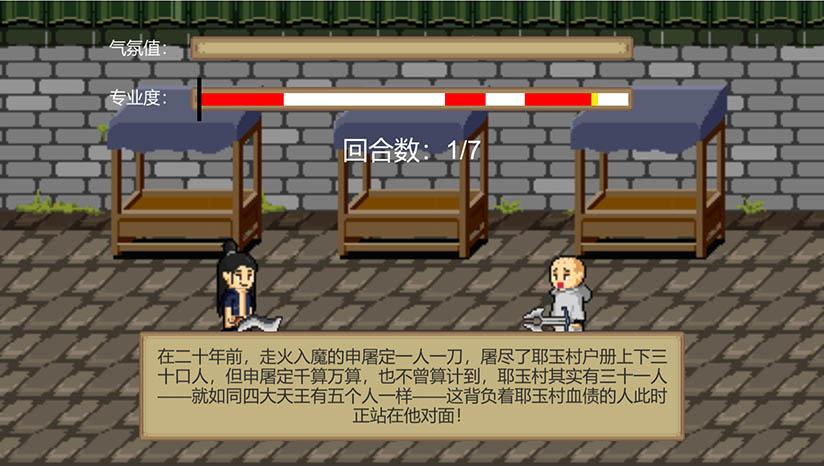 气氛值：
专业度：
回合数：1/7
在二十年前，走火入魔的申屠定一人一刀，屠尽了耶玉村户册上下三
十口人，但申屠定千算万算，也不曾算计到，耶玉村其实有三十一人
——就如同四大天王有五个人一样——这背负着耶玉村血债的人此时
正站在他对面！